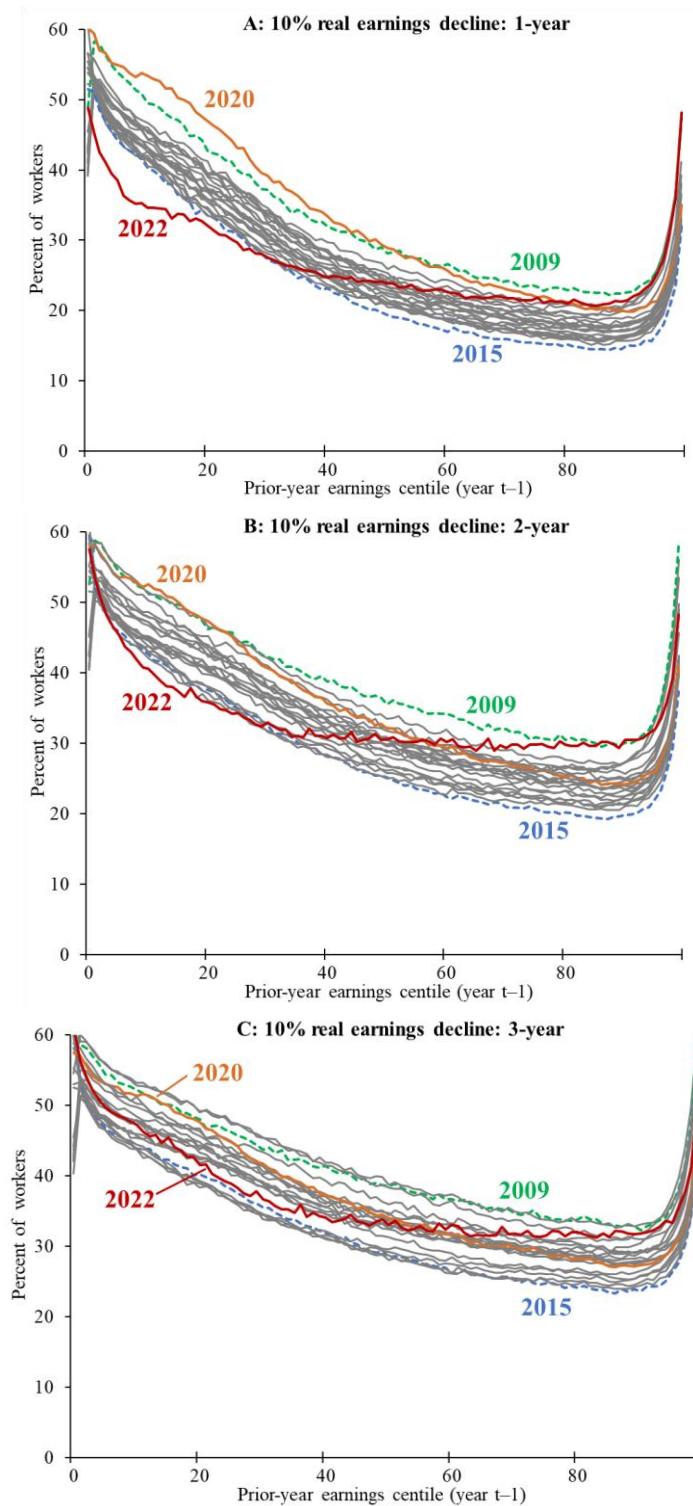 A: 10% real earnings decline: 1-year
60
50
40
30
20
10
0
Percent of workers
2020
2009
2022
2015
0 20 40 60 80
Prior-year earnings centile (year t–1)
B: 10% real earnings decline: 2-year
60
50
40
30
20
10
0
Percent of workers
2020
2009
2022
2015
0 20 40 60 80
Prior-year earnings centile (year t–1)
C: 10% real earnings decline: 3-year
60
50
40
30
20
10
0
Percent of workers
2020
2009
2022
2015
0 20 40 60 80
Prior-year earnings centile (year t–1)